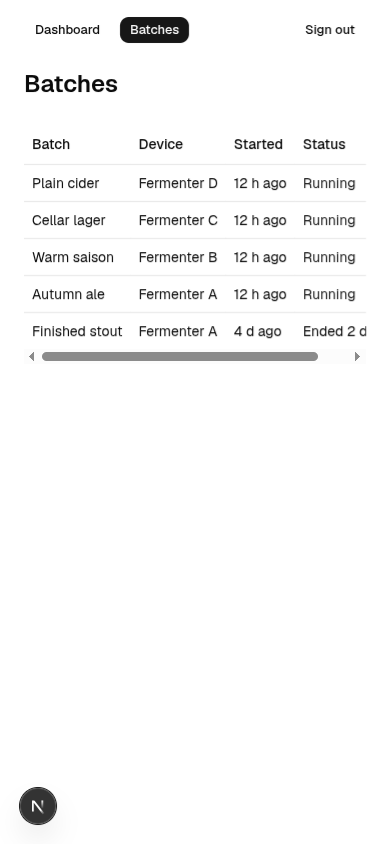 Dashboard Batches Sign out
Batches
Batch Device Started Status
Plain cider Fermenter D 12 h ago Running
Cellar lager Fermenter C 12 h ago Running
Warm saison Fermenter B 12 h ago Running
Autumn ale Fermenter A 12 h ago Running
Finished stout Fermenter A 4 d ago Ended 2 d
N